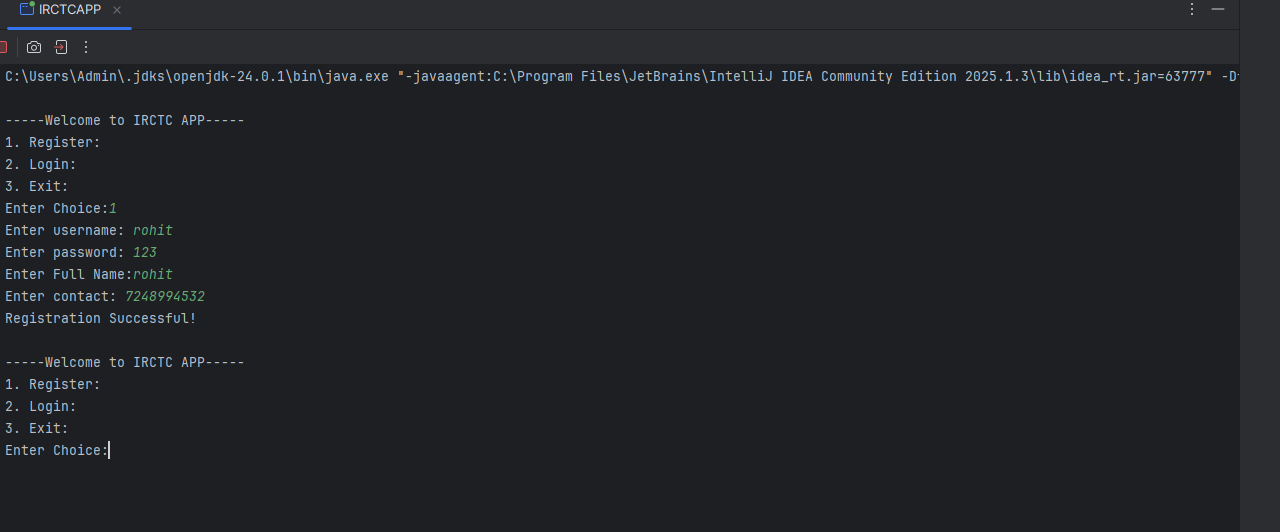 IRCTCAPP
C:\Users\Admin\.jdks\openjdk-24.0.1\bin\java.exe "-javaagent:C:\Program Files\JetBrains\IntelliJ IDEA Community Edition 2025.1.3\lib\idea_rt.jar=63777" -D
-----Welcome to IRCTC APP-----
1. Register:
2. Login:
3. Exit:
Enter Choice:1
Enter username: rohit
Enter password: 123
Enter Full Name:rohit
Enter contact: 7248994532
Registration Successful!
-----Welcome to IRCTC APP-----
1. Register:
2. Login:
3. Exit:
Enter Choice: